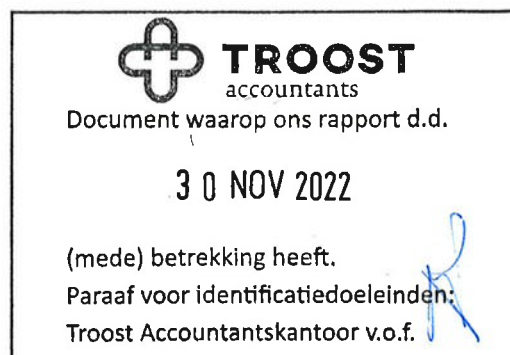 TROOST
accountants
Document waarop ons rapport d.d.
30 NOV 2022
(mede) betrekking heeft.
Paraaf voor identificatiedoeleinden:
Troost Accountantskantoor v.o.f.